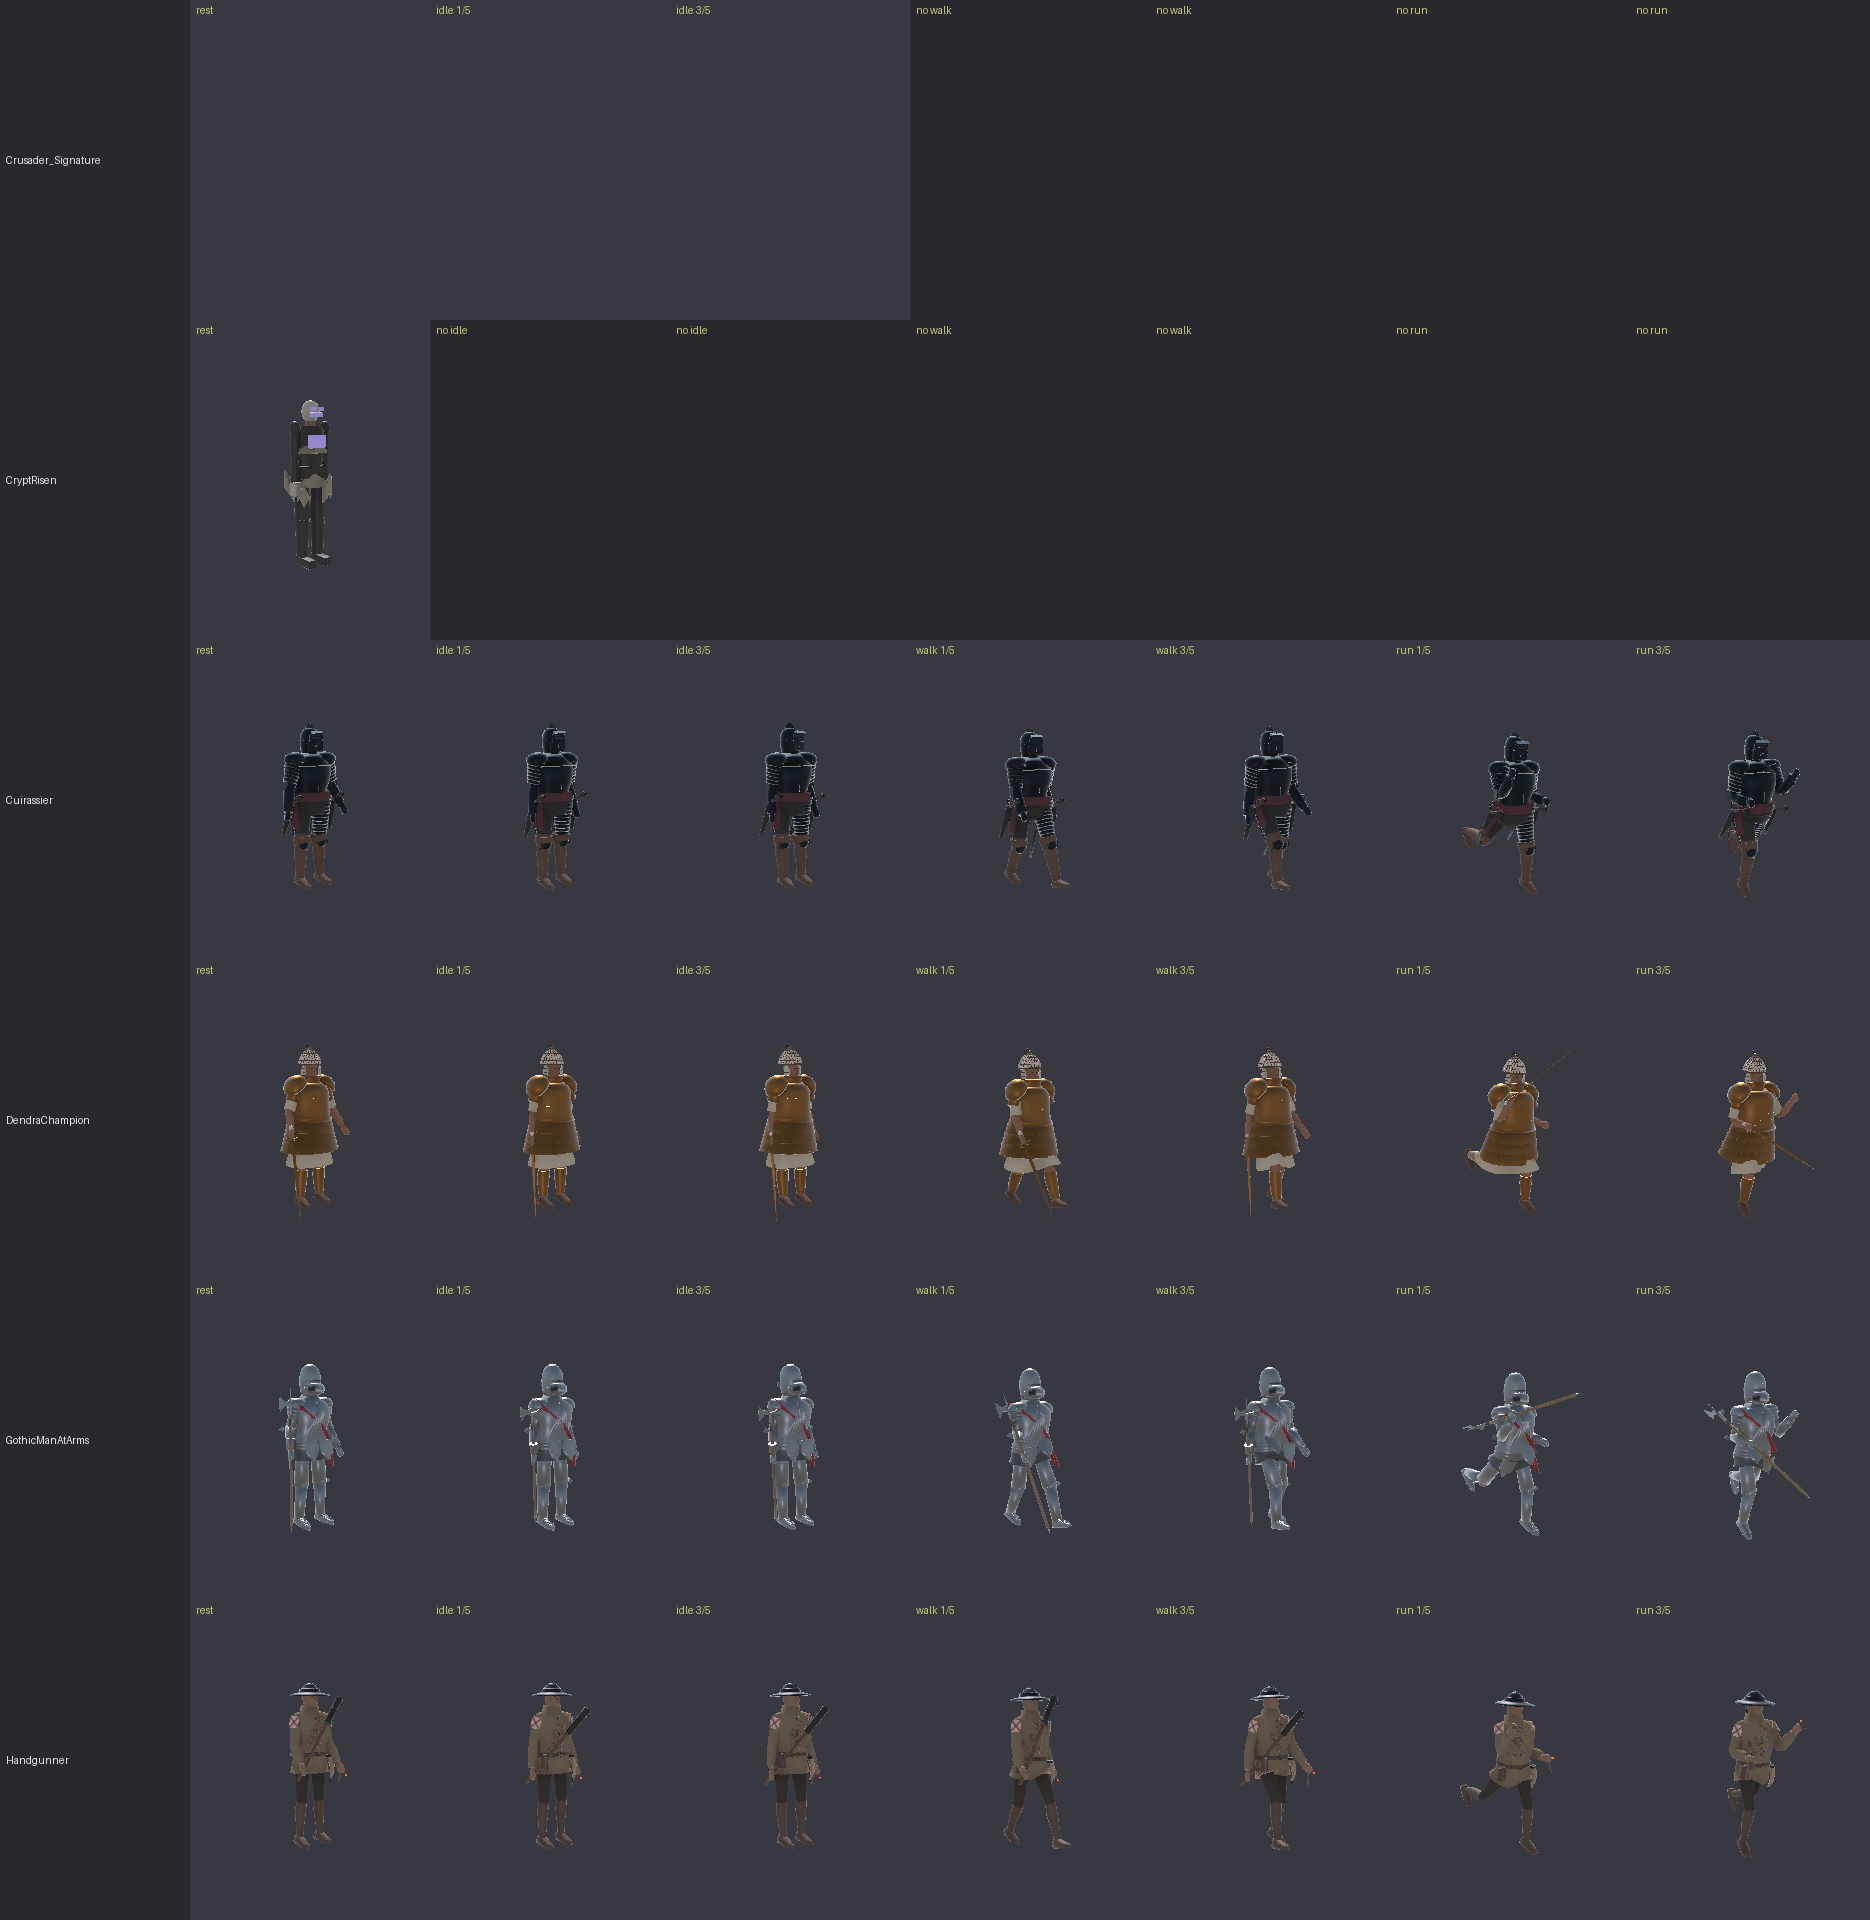 rest idle 1/5 idle 3/5 no walk no walk no run no run
Crusader_Signature
rest no idle no idle no walk no walk no run no run
CryptRisen
rest idle 1/5 idle 3/5 walk 1/5 walk 3/5 run 1/5 run 3/5
Cuirassier
rest idle 1/5 idle 3/5 walk 1/5 walk 3/5 run 1/5 run 3/5
DendraChampion
rest idle 1/5 idle 3/5 walk 1/5 walk 3/5 run 1/5 run 3/5
GothicManAtArms
rest idle 1/5 idle 3/5 walk 1/5 walk 3/5 run 1/5 run 3/5
Handgunner